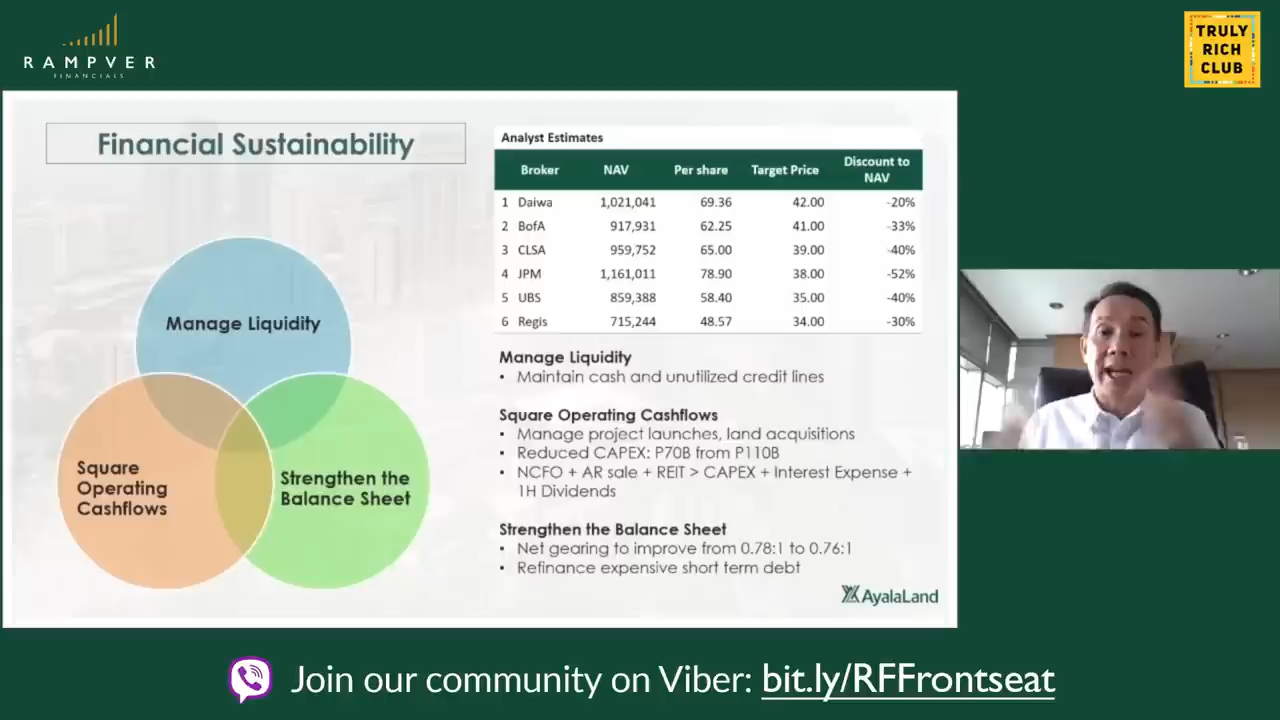 RAMPVER
FINANCIALS
TRULY
RICH
CLUB
Financial Sustainability
Manage Liquidity
Square
Operating
Cashflows
Strengthen the
Balance Sheet
Analyst Estimates
Broker NAV Per share Target Price Discount to NAV
1 Daiwa 1,021,041 69.36 42.00 -20%
2 BofA 917,931 62.25 41.00 -33%
3 CLSA 959,752 65.00 39.00 -40%
4 JPM 1,161,011 78.90 38.00 -52%
5 UBS 859,388 58.40 35.00 -40%
6 Regis 715,244 48.57 34.00 -30%
Manage Liquidity
• Maintain cash and unutilized credit lines
Square Operating Cashflows
• Manage project launches, land acquisitions
• Reduced CAPEX: P70B from P110B
• NCFO + AR sale + REIT > CAPEX + Interest Expense +
1H Dividends
Strengthen the Balance Sheet
• Net gearing to improve from 0.78:1 to 0.76:1
• Refinance expensive short term debt
AyalaLand
Join our community on Viber: bit.ly/RFFrontseat